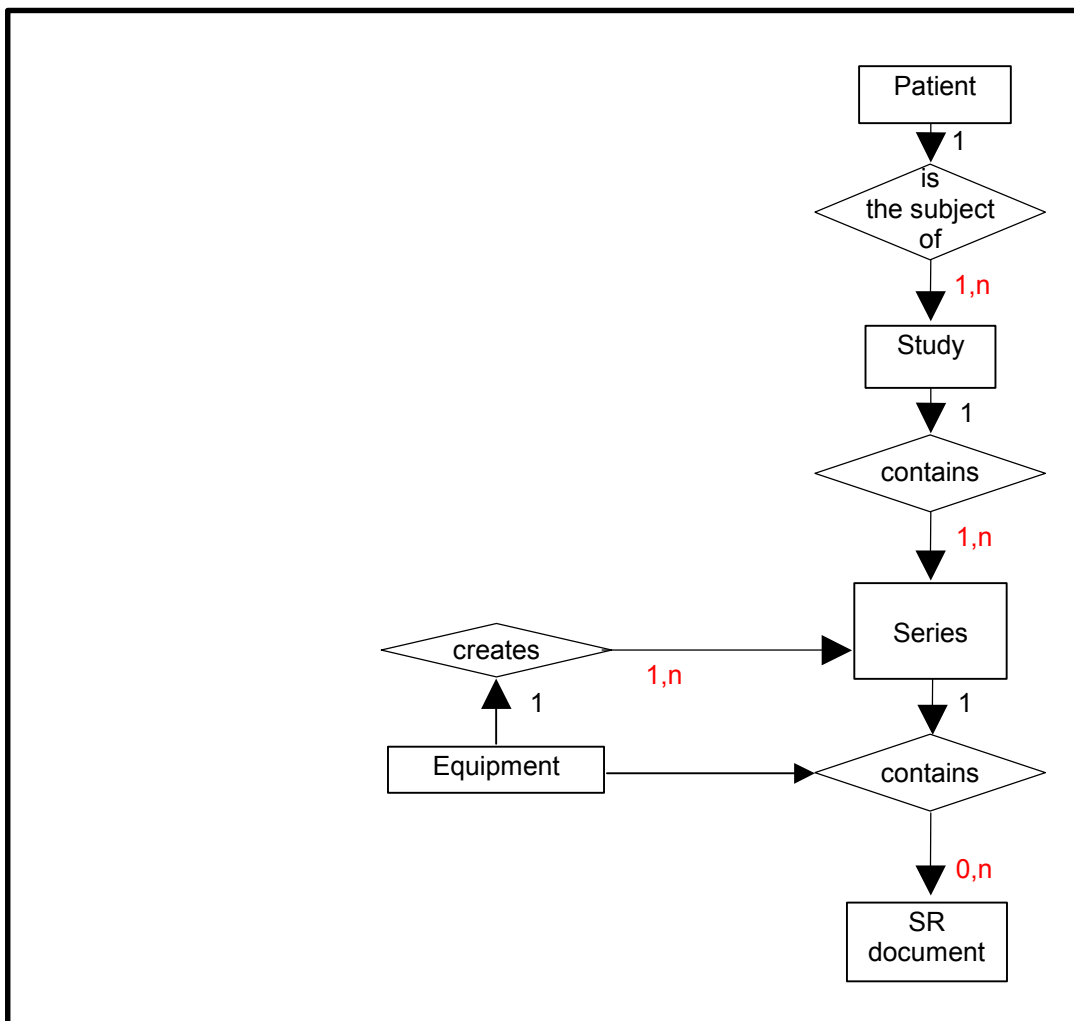 Patient
1
is
the subject
of
1,n
Study
1
contains
1,n
Series
creates
1,n
1
1
Equipment
contains
0,n
SR
document